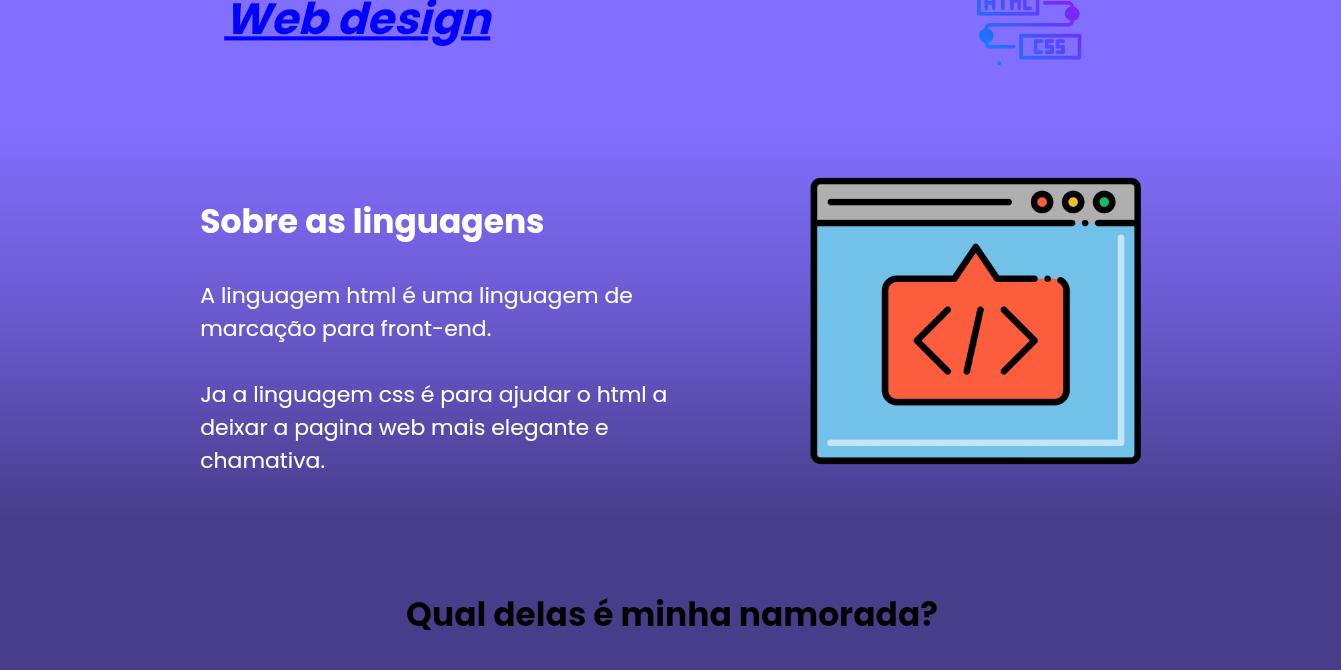 Web design
HTML
CSS
Sobre as linguagens
A linguagem html é uma linguagem de
marcação para front-end.
Ja a linguagem css é para ajudar o html a
deixar a pagina web mais elegante e
chamativa.
</>
Qual delas é minha namorada?